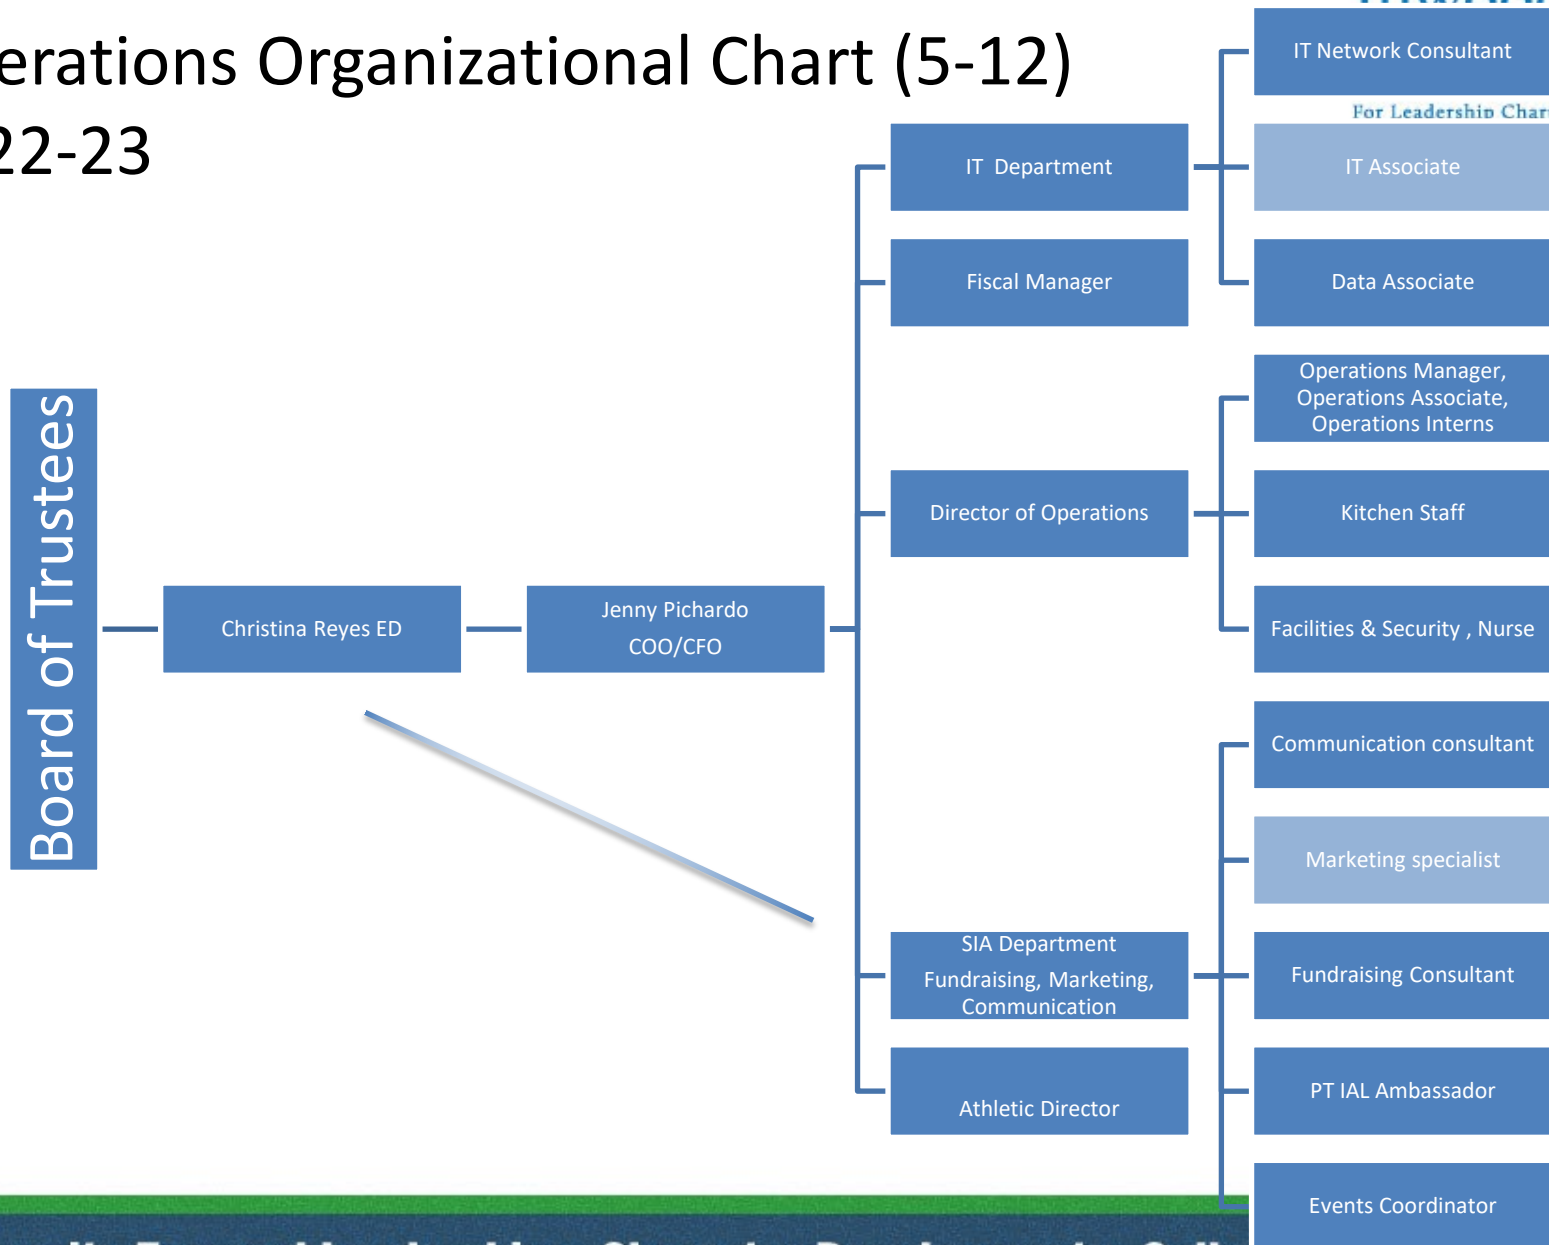 erations Organizational Chart (5-12)
22-23
Board of Trustees
Christina Reyes ED
Jenny Pichardo
COO/CFO
IT Department
Fiscal Manager
Director of Operations
SIA Department
Fundraising, Marketing,
Communication
Athletic Director
For Leadership Char
IT Network Consultant
IT Associate
Data Associate
Operations Manager,
Operations Associate,
Operations Interns
Kitchen Staff
Facilities & Security , Nurse
Communication consultant
Marketing specialist
Fundraising Consultant
PT IAL Ambassador
Events Coordinator